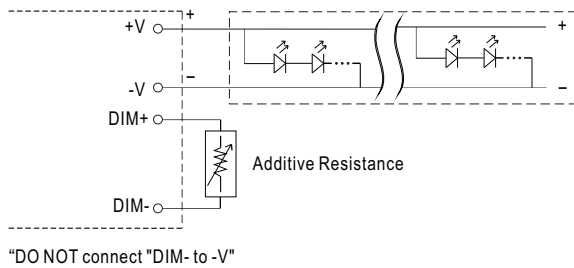 +V
+
+
-V
−
−
DIM+
Additive Resistance
DIM-
“DO NOT connect "DIM- to -V"